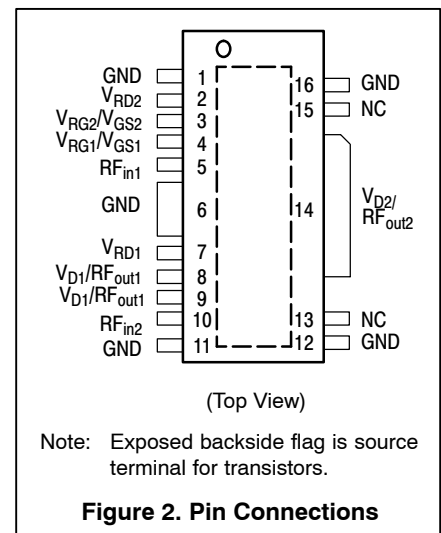 GND 1
V_RD2 2
V_RG2/V_GS2 3
V_RG1/V_GS1 4
RF_in1 5
GND 6
V_RD1 7
V_D1/RF_out1 8
V_D1/RF_out1 9
RF_in2 10
GND 11
16 GND
15 NC
14 V_D2/
RF_out2
13 NC
12 GND
(Top View)
Note: Exposed backside flag is source
terminal for transistors.
Figure 2. Pin Connections